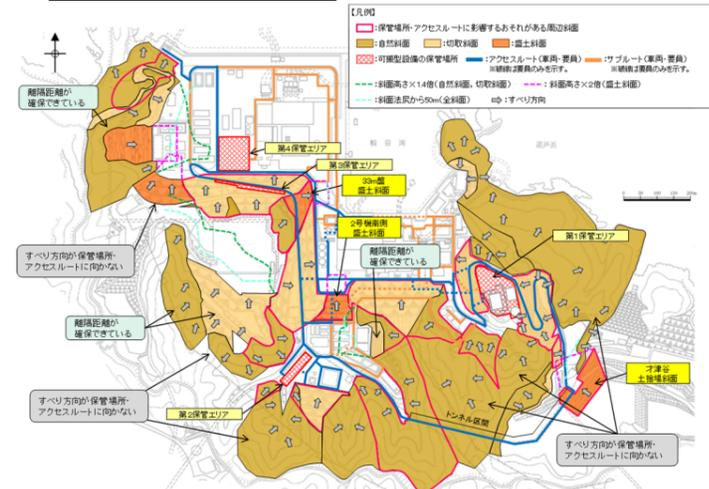 【凡例】
:保管場所・アクセスルートに影響するおそれがある周辺斜面
:自然斜面 :切取斜面 :盛土斜面
:可搬型設備の保管場所 :アクセスルート(車両・要員) :サブルート(車両・要員)
※破線は要員のみを示す。 ※破線は要員のみを示す。
:斜面高さ×1.4倍(自然斜面、切取斜面) :斜面高さ×2倍(盛土斜面)
:斜面法尻から50m(全斜面) :すべり方向
離隔距離が
確保できている
第4保管エリア
第3保管エリア
33m盤
盛土斜面
2号機南側
盛土斜面
離隔距離が
確保できている
第1保管エリア
すべり方向が保管場所・
アクセスルートに向かない
離隔距離が
確保できている
すべり方向が保管場所・
アクセスルートに向かない
第2保管エリア
トンネル区間
才津谷
土捨場斜面
すべり方向が保管場所・
アクセスルートに向かない